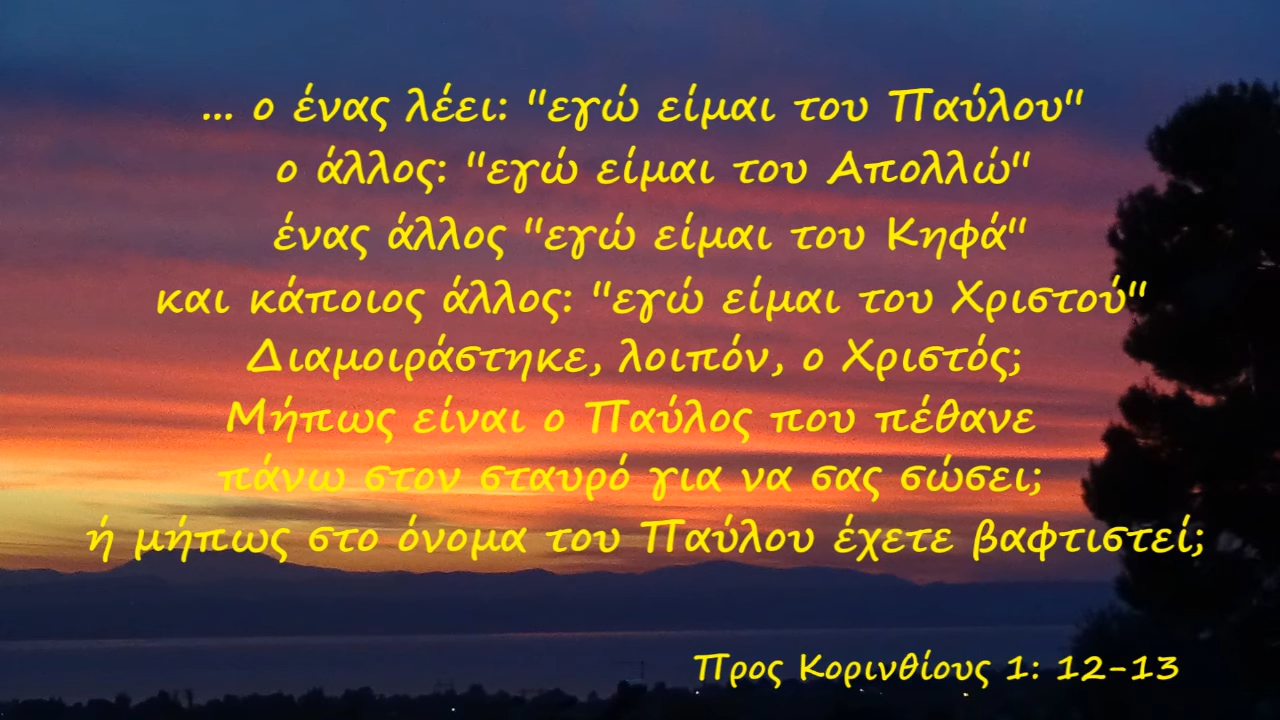 ... ο ένας λέει: "εγώ είμαι του Παύλου"
ο άλλος: "εγώ είμαι του Απολλώ"
ένας άλλος "εγώ είμαι του Κηφά"
και κάποιος άλλος: "εγώ είμαι του Χριστού"
Διαμοιράστηκε, λοιπόν, ο Χριστός;
Μήπως είναι ο Παύλος που πέθανε
πάνω στον σταυρό για να σας σώσει;
ή μήπως στο όνομα του Παύλου έχετε βαφτιστεί;
Προς Κορινθίους 1: 12-13